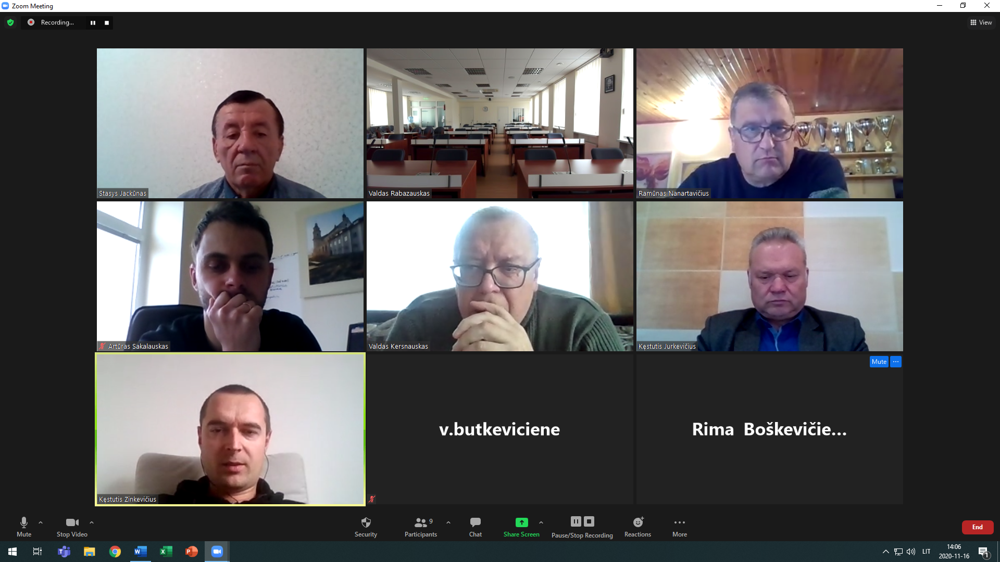 Zoom Meeting
Recording...
View
Stasys Jackūnas
Valdas Rabazauskas
Ramūnas Nanartavičius
Artūras Sakalauskas
Valdas Kersnauskas
Kęstutis Jurkevičius
Mute ...
Kęstutis Zinkevičius
v.butkeviciene
Rima Boškevičie...
Mute
Stop Video
Security
Participants 9
Chat
Share Screen
Pause/Stop Recording
Reactions
More
End
LIT
14:06
2020-11-16
1